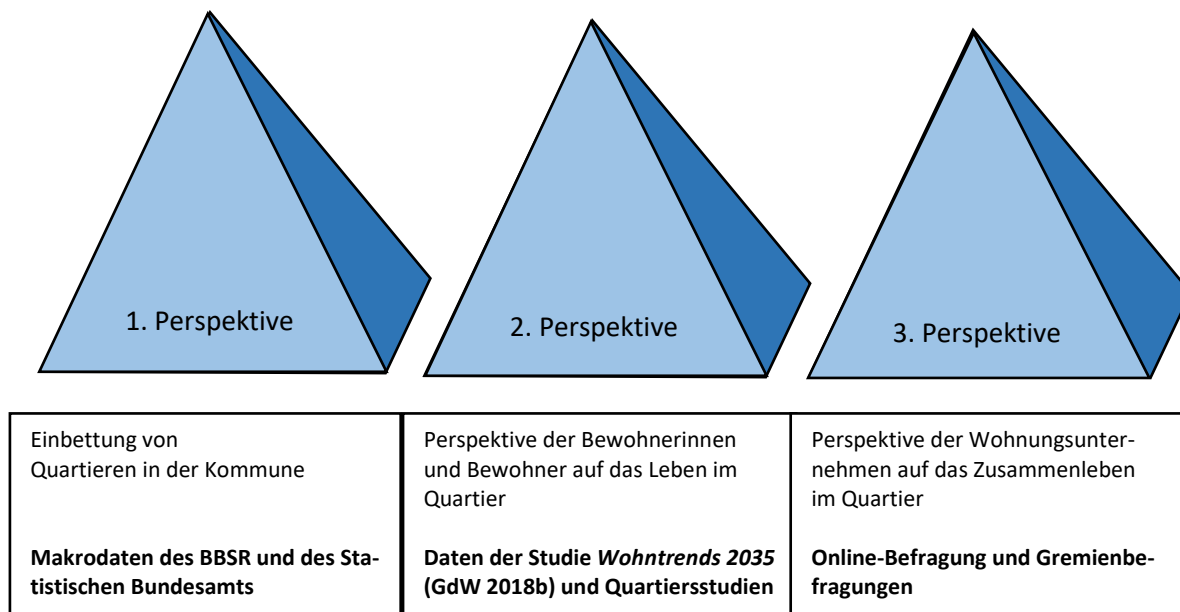 1. Perspektive
2. Perspektive
3. Perspektive
Einbettung von
Quartieren in der Kommune
Makrodaten des BBSR und des Sta-
tistischen Bundesamts
Perspektive der Bewohnerinnen
und Bewohner auf das Leben im
Quartier
Daten der Studie Wohntrends 2035
(GdW 2018b) und Quartiersstudien
Perspektive der Wohnungsunter-
nehmen auf das Zusammenleben
im Quartier
Online-Befragung und Gremienbe-
fragungen